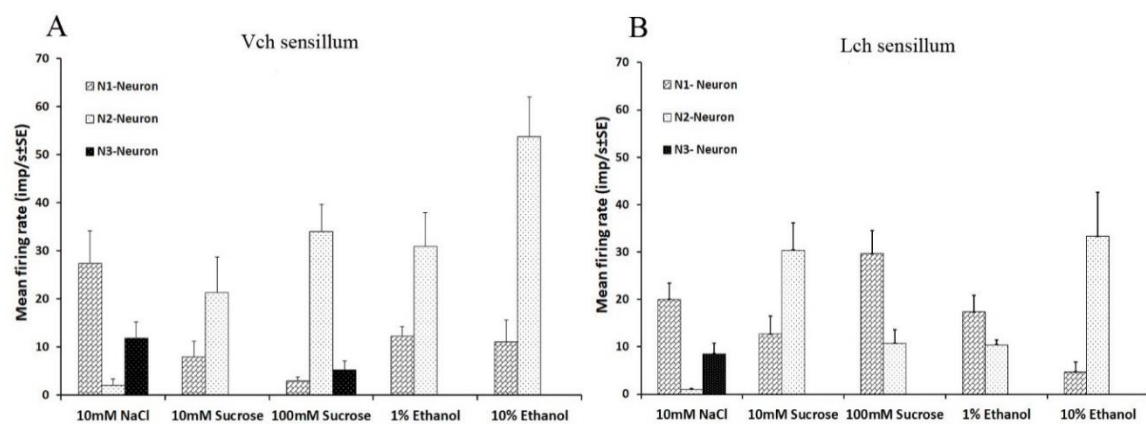 A
Vch sensillum
70
60
50
40
30
20
10
0
Mean firing rate (imp/s±SE)
N1-Neuron
N2-Neuron
N3-Neuron
10mM NaCl 10mM Sucrose 100mM Sucrose 1% Ethanol 10% Ethanol
B
Lch sensillum
70
60
50
40
30
20
10
0
Mean firing rate (imp/s±SE)
N1- Neuron
N2-Neuron
N3- Neuron
10mM NaCl 10mM Sucrose 100mM Sucrose 1% Ethanol 10% Ethanol